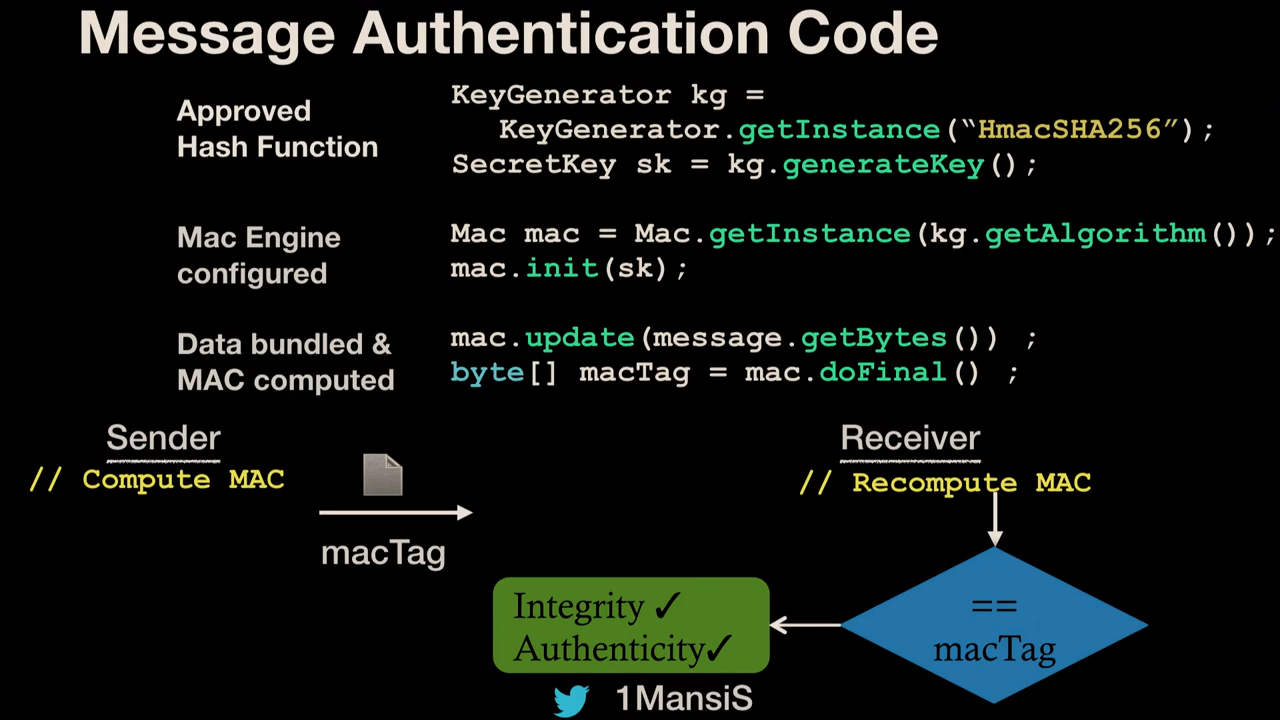 Message Authentication Code
Approved
Hash Function
KeyGenerator kg =
KeyGenerator.getInstance(“HmacSHA256”);
SecretKey sk = kg.generateKey();
Mac Engine
configured
Mac mac = Mac.getInstance(kg.getAlgorithm());
mac.init(sk);
Data bundled &
MAC computed
mac.update(message.getBytes()) ;
byte[] macTag = mac.doFinal() ;
Sender
// Compute MAC
macTag
Receiver
// Recompute MAC
==
macTag
Integrity ✓
Authenticity✓
1MansiS